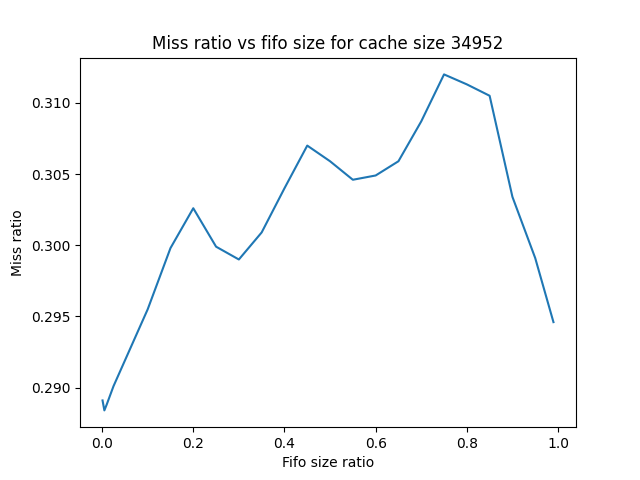 Miss ratio vs fifo size for cache size 34952
Miss ratio
0.310
0.305
0.300
0.295
0.290
0.0 0.2 0.4 0.6 0.8 1.0
Fifo size ratio